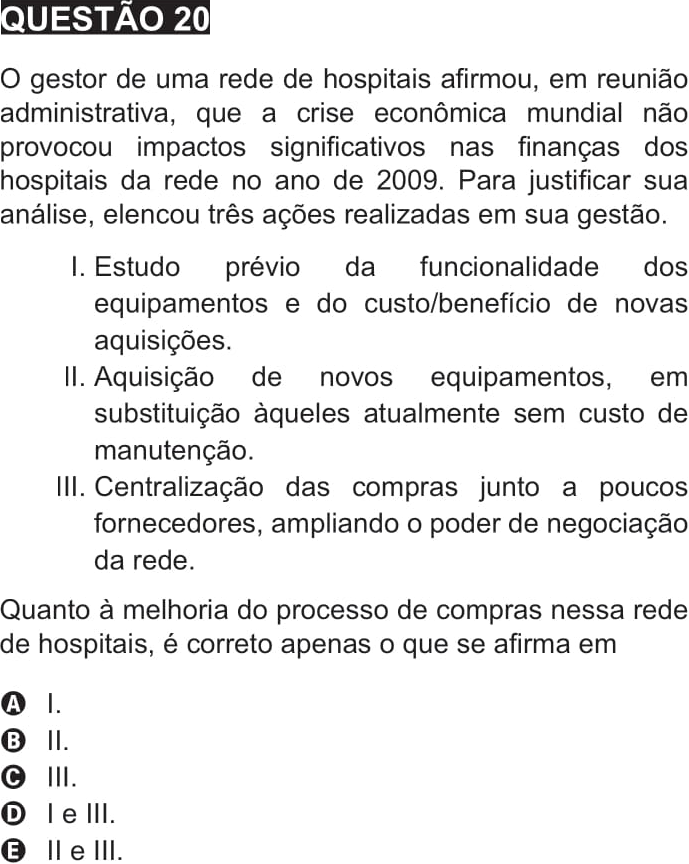 QUESTÃO 20
O gestor de uma rede de hospitais afirmou, em reunião
administrativa, que a crise econômica mundial não
provocou impactos significativos nas finanças dos
hospitais da rede no ano de 2009. Para justificar sua
análise, elencou três ações realizadas em sua gestão.
I. Estudo prévio da funcionalidade dos
equipamentos e do custo/benefício de novas
aquisições.
II. Aquisição de novos equipamentos, em
substituição àqueles atualmente sem custo de
manutenção.
III. Centralização das compras junto a poucos
fornecedores, ampliando o poder de negociação
da rede.
Quanto à melhoria do processo de compras nessa rede
de hospitais, é correto apenas o que se afirma em
A I.
B II.
C III.
D I e III.
E II e III.